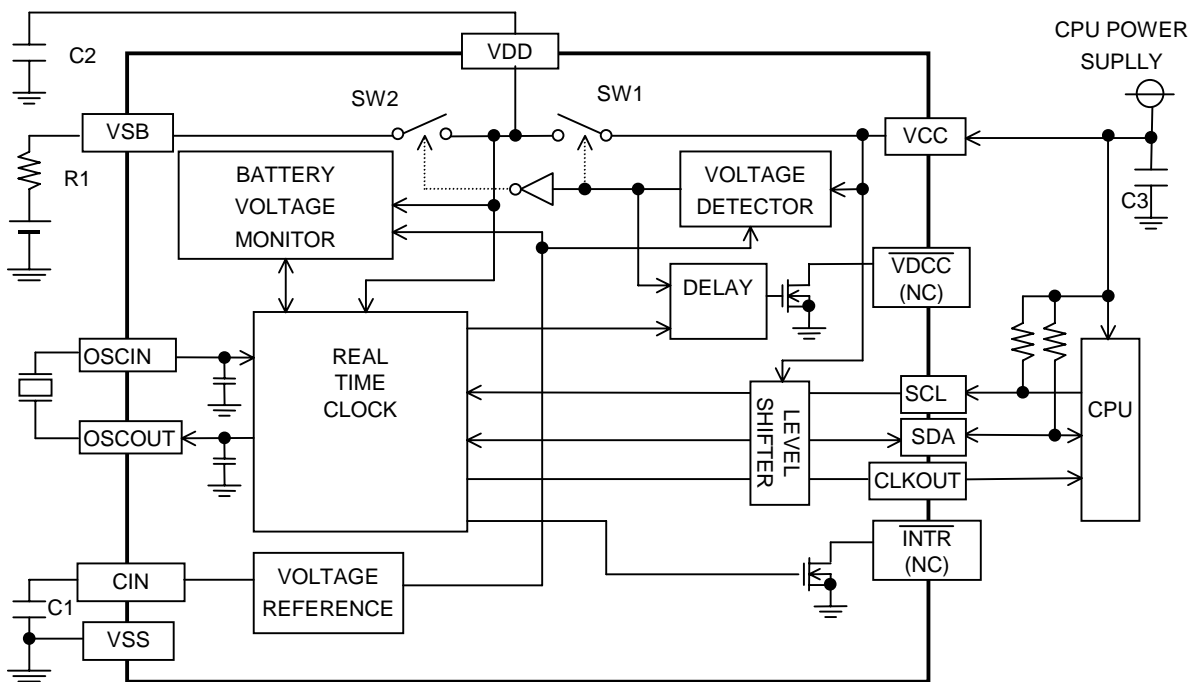 CPU POWER
SUPLLY
VDD
C2
SW2
SW1
VSB
VCC
R1
BATTERY
VOLTAGE
MONITOR
VOLTAGE
DETECTOR
C3
VDCC
(NC)
DELAY
OSCIN
REAL
TIME
CLOCK
LEVEL
SHIFTER
SCL
CPU
OSCOUT
SDA
CLKOUT
INTR
(NC)
CIN
VOLTAGE
REFERENCE
C1
VSS